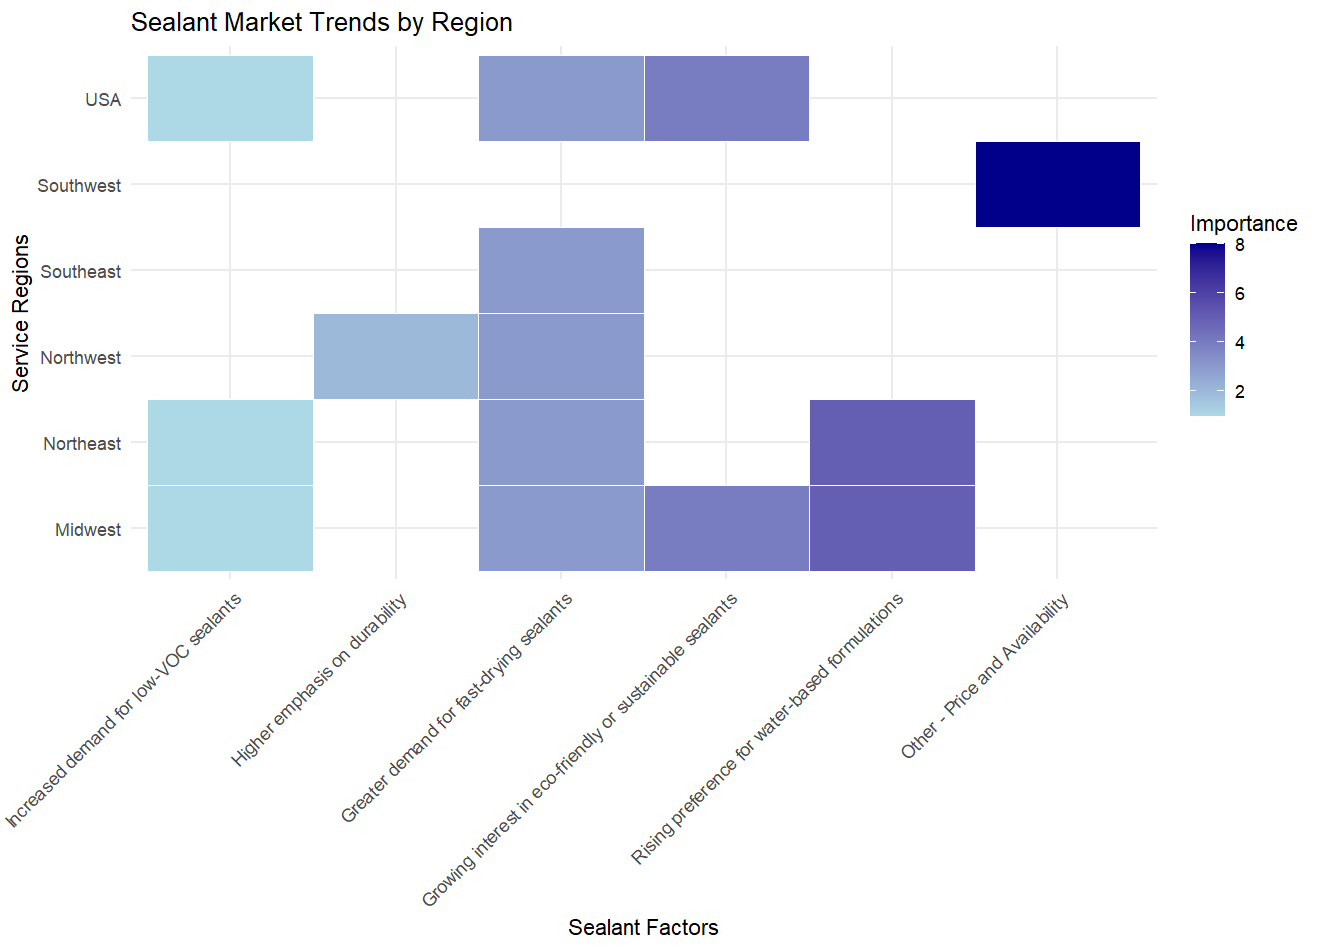 Sealant Market Trends by Region
Service Regions
USA
Southwest
Southeast
Northwest
Northeast
Midwest
Increased demand for low-VOC sealants
Higher emphasis on durability
Greater demand for fast-drying sealants
Growing interest in eco-friendly or sustainable sealants
Rising preference for water-based formulations
Other - Price and Availability
Sealant Factors
Importance
8
6
4
2